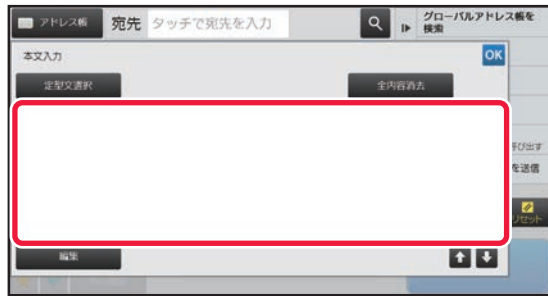 アドレス帳 宛先 タッチで宛先を入力 グローバルアドレス帳を
検索
本文入力 OK
定型文選択 全内容消去
呼び出す
を送信
リセット
編集